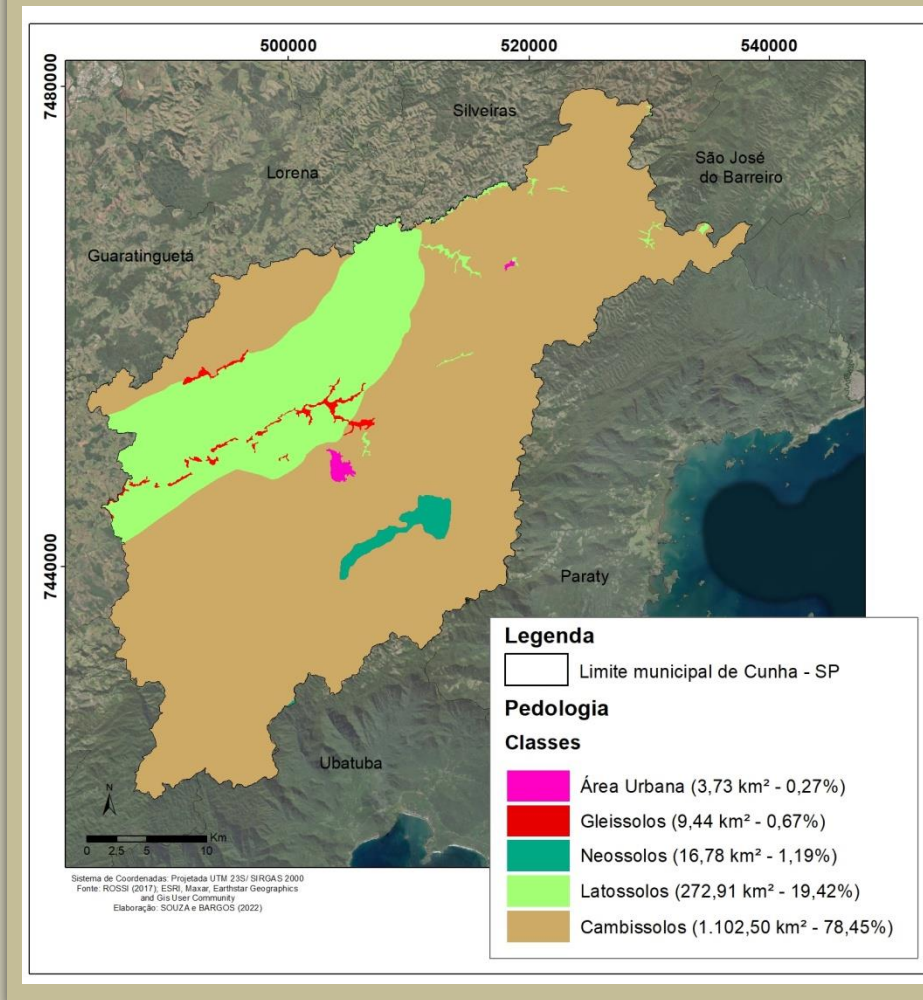 500000 520000 540000
7480000
7440000
Silveiras
Lorena
São José
do Barreiro
Guaratinguetá
Paraty
Ubatuba
N
Km
0 2,5 5 10
Sistema de Coordenadas: Projetada UTM 23S/ SIRGAS 2000
Fonte: ROSSI (2017); ESRI, Maxar, Earthstar Geographics
and Gis User Community
Elaboração: SOUZA e BARGOS (2022)
Legenda
Limite municipal de Cunha - SP
Pedologia
Classes
Área Urbana (3,73 km² - 0,27%)
Gleissolos (9,44 km² - 0,67%)
Neossolos (16,78 km² - 1,19%)
Latossolos (272,91 km² - 19,42%)
Cambissolos (1.102,50 km² - 78,45%)